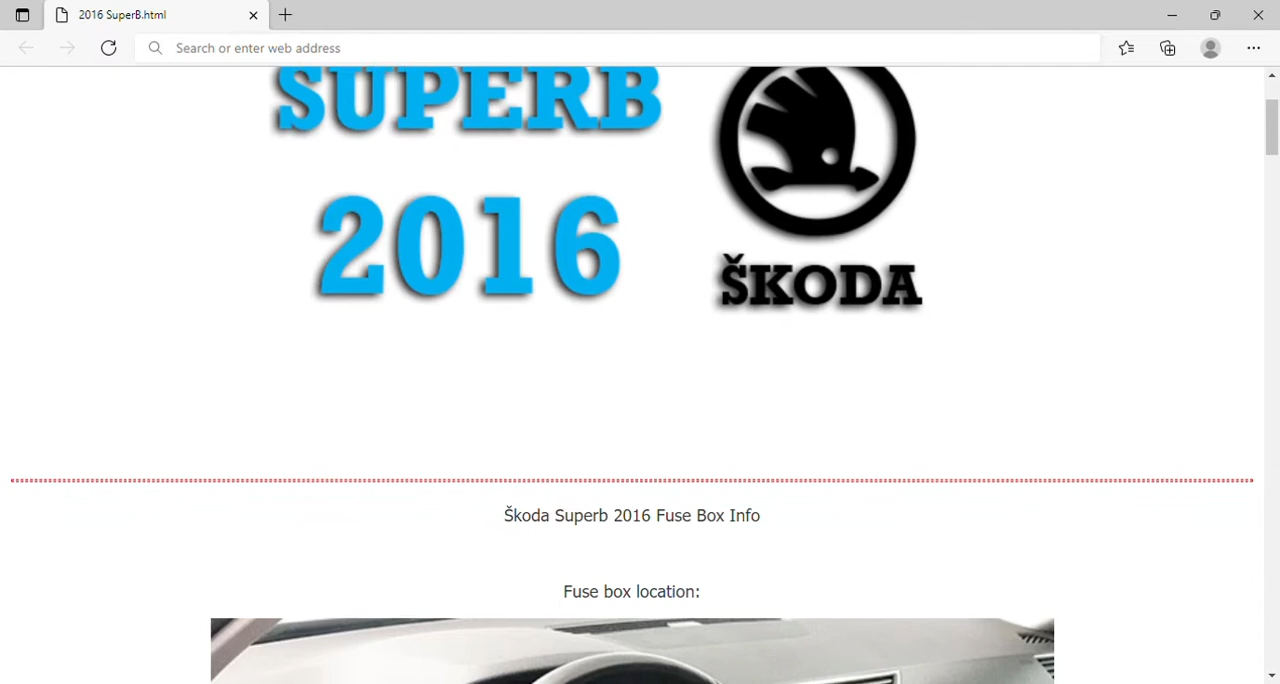 2016 SuperB.html
Search or enter web address
SUPERB
2016
ŠKODA
Škoda Superb 2016 Fuse Box Info
Fuse box location: